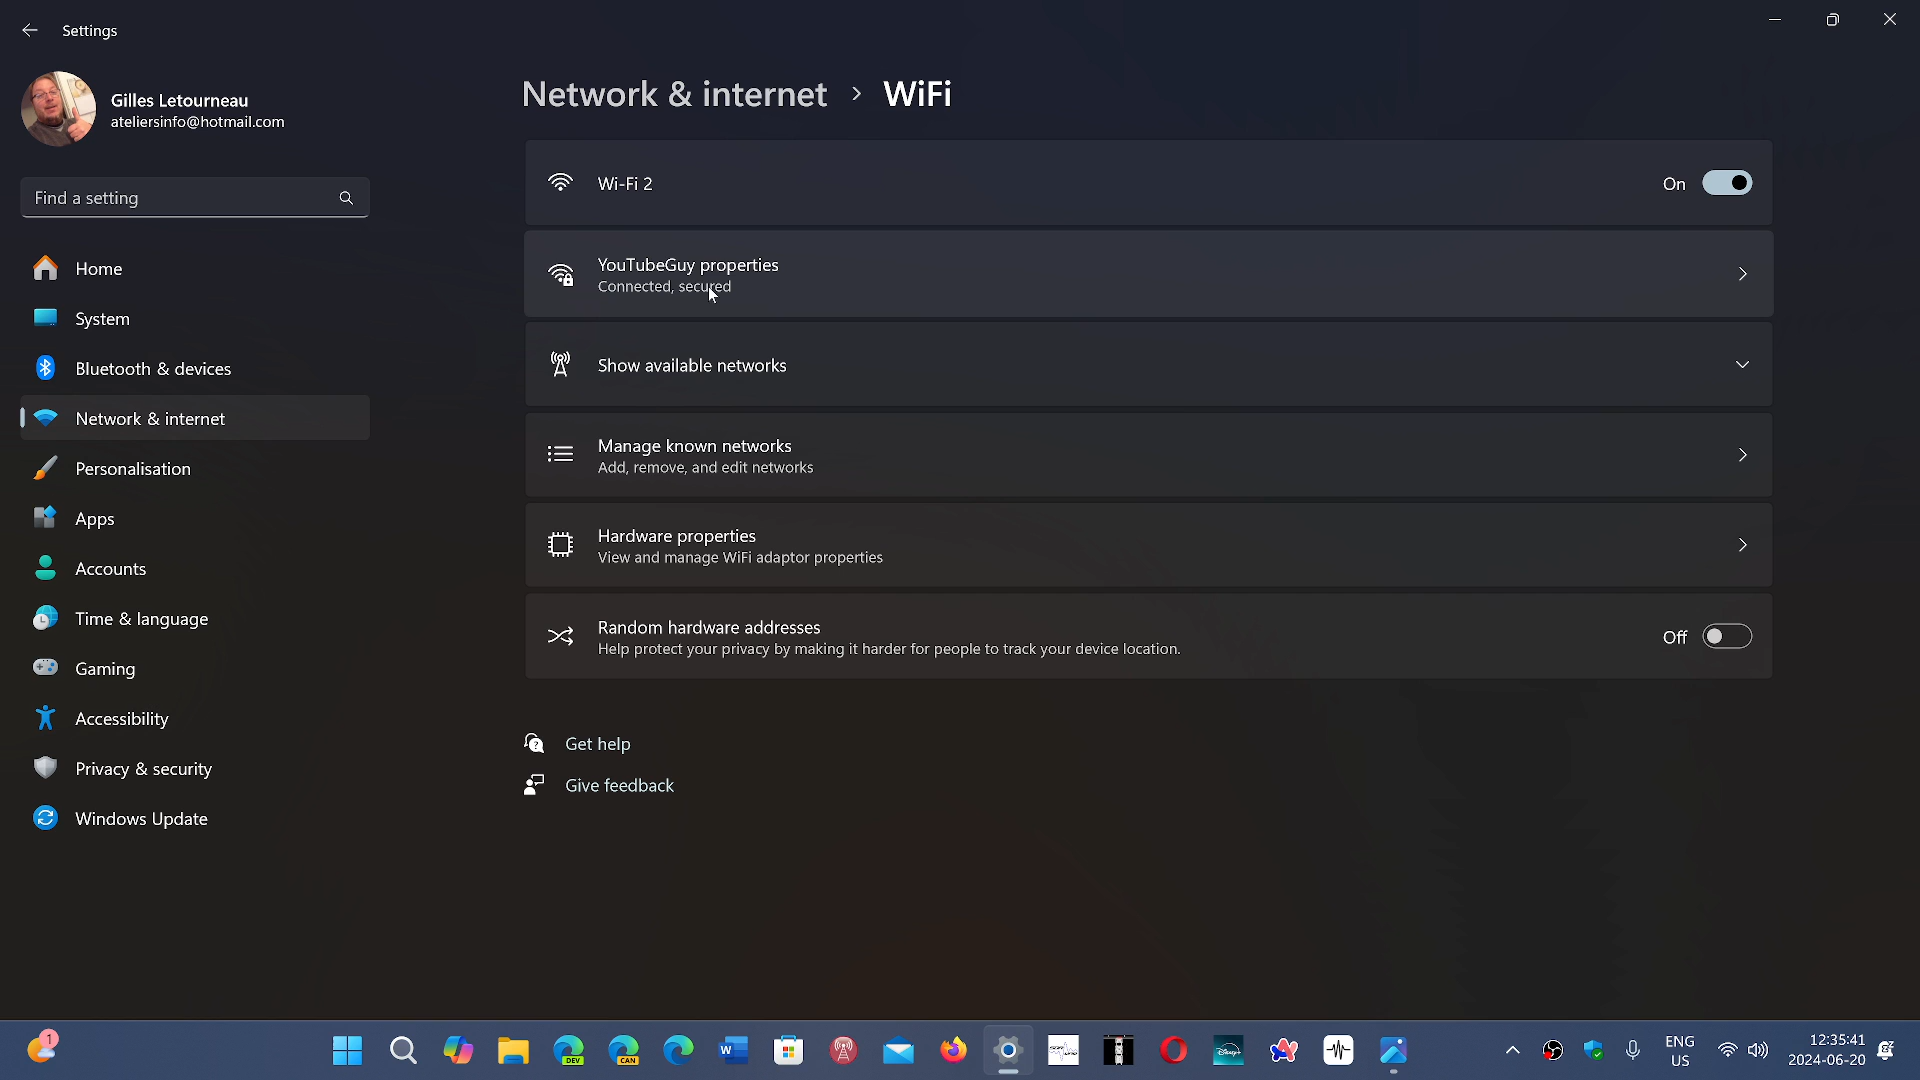 Settings
Gilles Letourneau
ateliersinfo@hotmail.com
Find a setting
Home
System
Bluetooth & devices
Network & internet
Personalisation
Apps
Accounts
Time & language
Gaming
Accessibility
Privacy & security
Windows Update
Network & internet > WiFi
Wi-Fi 2
On
YouTubeGuy properties
Connected, secured
Show available networks
Manage known networks
Add, remove, and edit networks
Hardware properties
View and manage WiFi adaptor properties
Random hardware addresses
Help protect your privacy by making it harder for people to track your device location.
Off
Get help
Give feedback
1
DEV
CAN
W
Disney+
ENG
US
12:35:41
2024-06-20